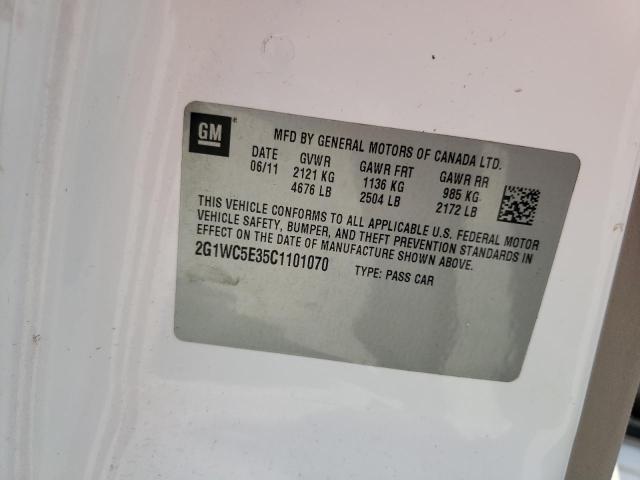 GM
MFD BY GENERAL MOTORS OF CANADA LTD.
DATE GVWR GAWR FRT GAWR RR
06/11 2121 KG 1136 KG 985 KG
4676 LB 2504 LB 2172 LB
THIS VEHICLE CONFORMS TO ALL APPLICABLE U.S. FEDERAL MOTOR
VEHICLE SAFETY, BUMPER, AND THEFT PREVENTION STANDARDS IN
EFFECT ON THE DATE OF MANUFACTURE SHOWN ABOVE.
2G1WC5E35C1101070 TYPE: PASS CAR